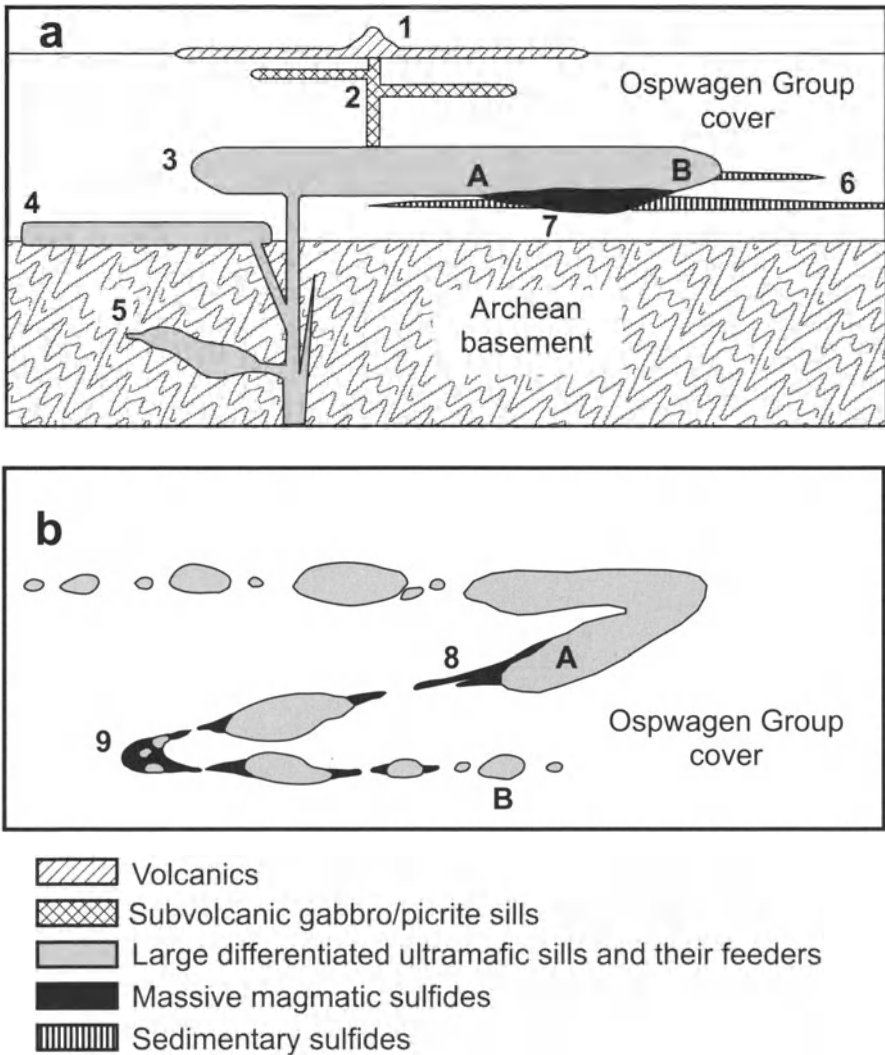 a
1
2
Ospwagen Group
cover
3
A
B
6
4
7
5
Archean
basement
b
8
A
9
Ospwagen Group
cover
B
Volcanics
Subvolcanic gabbro/picrite sills
Large differentiated ultramafic sills and their feeders
Massive magmatic sulfides
Sedimentary sulfides